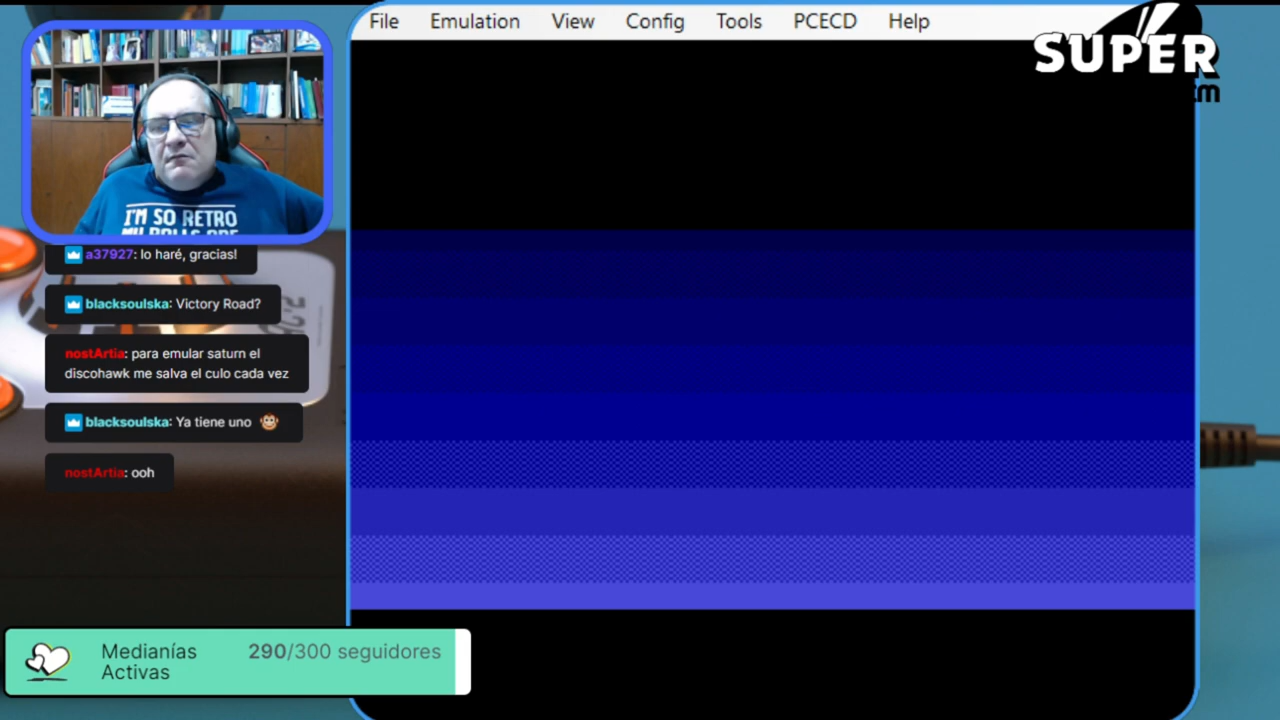 File Emulation View Config Tools PCECD Help
SUPER
I'M SO RETRO
a37927: lo haré, gracias!
blacksoulska: Victory Road?
nostArtia: para emular saturn el
discohawk me salva el culo cada vez
blacksoulska: Ya tiene uno
nostArtia: ooh
Medianías 290/300 seguidores
Activas